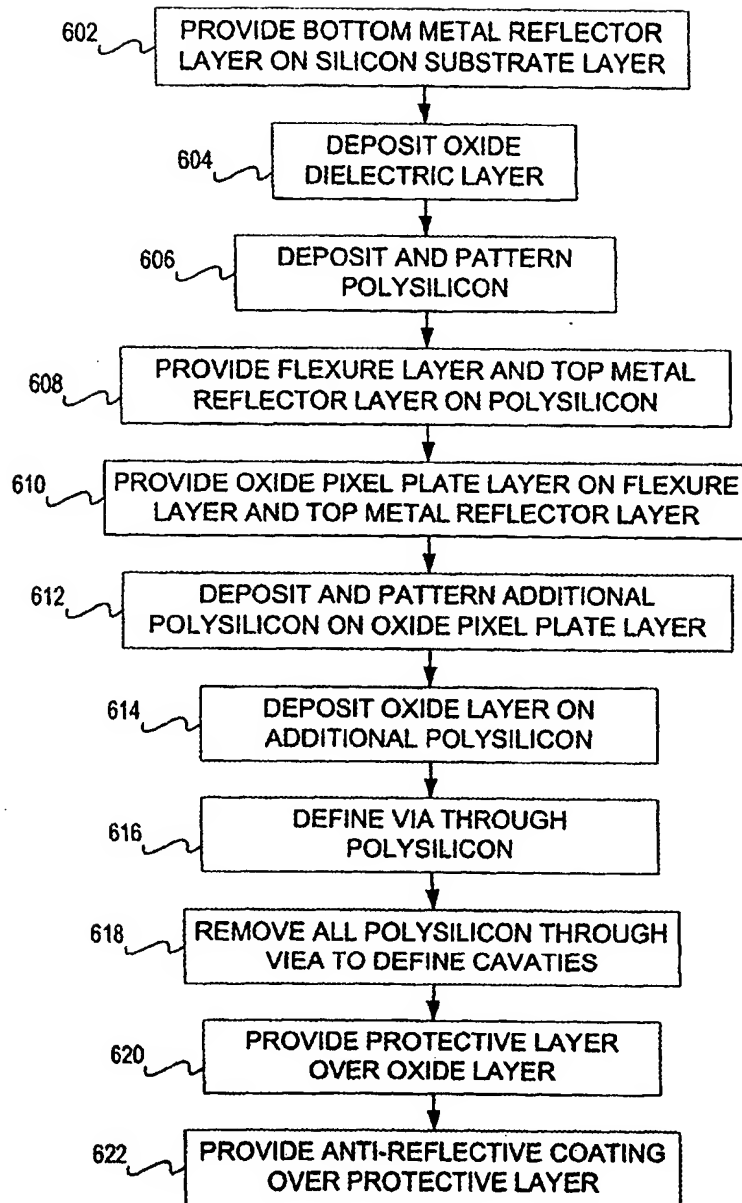 602
PROVIDE BOTTOM METAL REFLECTOR
LAYER ON SILICON SUBSTRATE LAYER
604
DEPOSIT OXIDE
DIELECTRIC LAYER
606
DEPOSIT AND PATTERN
POLYSILICON
608
PROVIDE FLEXURE LAYER AND TOP METAL
REFLECTOR LAYER ON POLYSILICON
610
PROVIDE OXIDE PIXEL PLATE LAYER ON FLEXURE
LAYER AND TOP METAL REFLECTOR LAYER
612
DEPOSIT AND PATTERN ADDITIONAL
POLYSILICON ON OXIDE PIXEL PLATE LAYER
614
DEPOSIT OXIDE LAYER ON
ADDITIONAL POLYSILICON
616
DEFINE VIA THROUGH
POLYSILICON
618
REMOVE ALL POLYSILICON THROUGH
VIEA TO DEFINE CAVATIES
620
PROVIDE PROTECTIVE LAYER
OVER OXIDE LAYER
622
PROVIDE ANTI-REFLECTIVE COATING
OVER PROTECTIVE LAYER